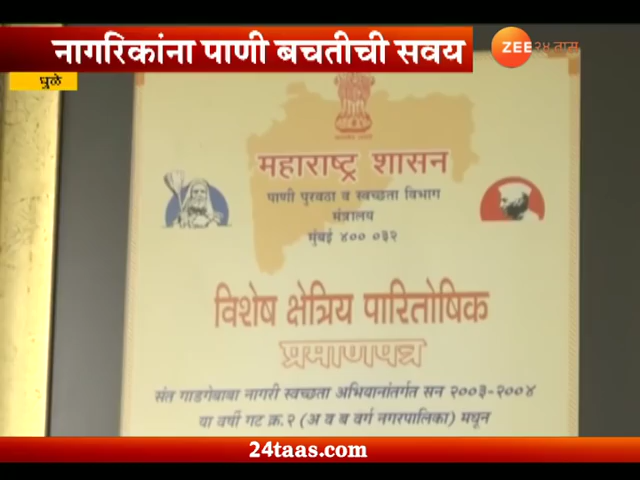 नागरिकांना पाणी बचतीची सवय
ZEE २४ तास
धुळे
महाराष्ट्र शासन
पाणी पुरवठा व स्वच्छता विभाग
मंत्रालय
मुंबई ४०० ०३२
विशेष क्षेत्रिय पारितोषिक
प्रमाणपत्र
संत गाडगेबाबा नागरी स्वच्छता अभियानांतर्गत सन २००३-२००४
या वर्षी गट क्र.२ (अ व ब वर्ग नगरपालिका) मधून
24taas.com